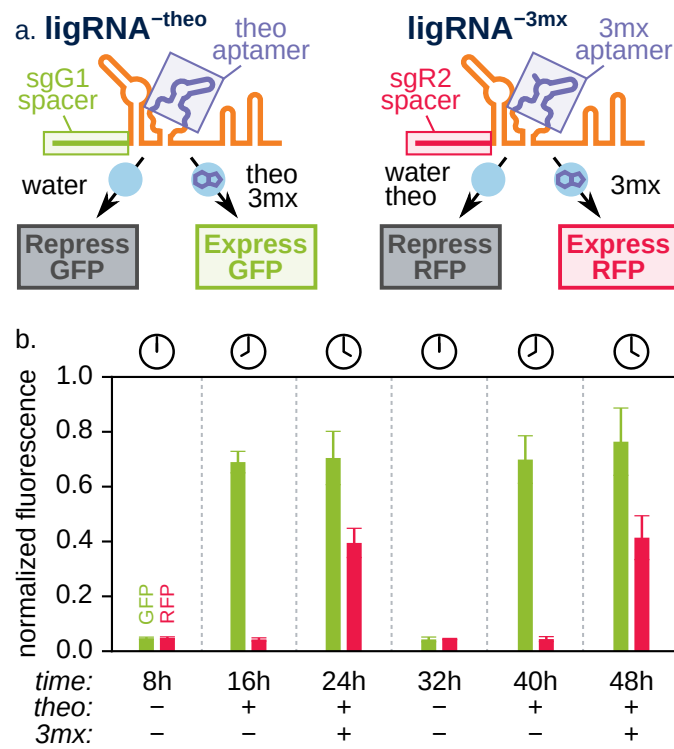 a. ligRNA⁻ᵗʰᵉᵒ
theo
aptamer
sgG1
spacer
water
theo
3mx
Repress
GFP
Express
GFP
ligRNA⁻³ᵐˣ
3mx
aptamer
sgR2
spacer
water
theo
3mx
Repress
RFP
Express
RFP
b.
normalized fluorescence
1.0
0.8
0.6
0.4
0.2
0.0
GFP
RFP
time: 8h 16h 24h 32h 40h 48h
theo: − + + − + +
3mx: − − + − − +